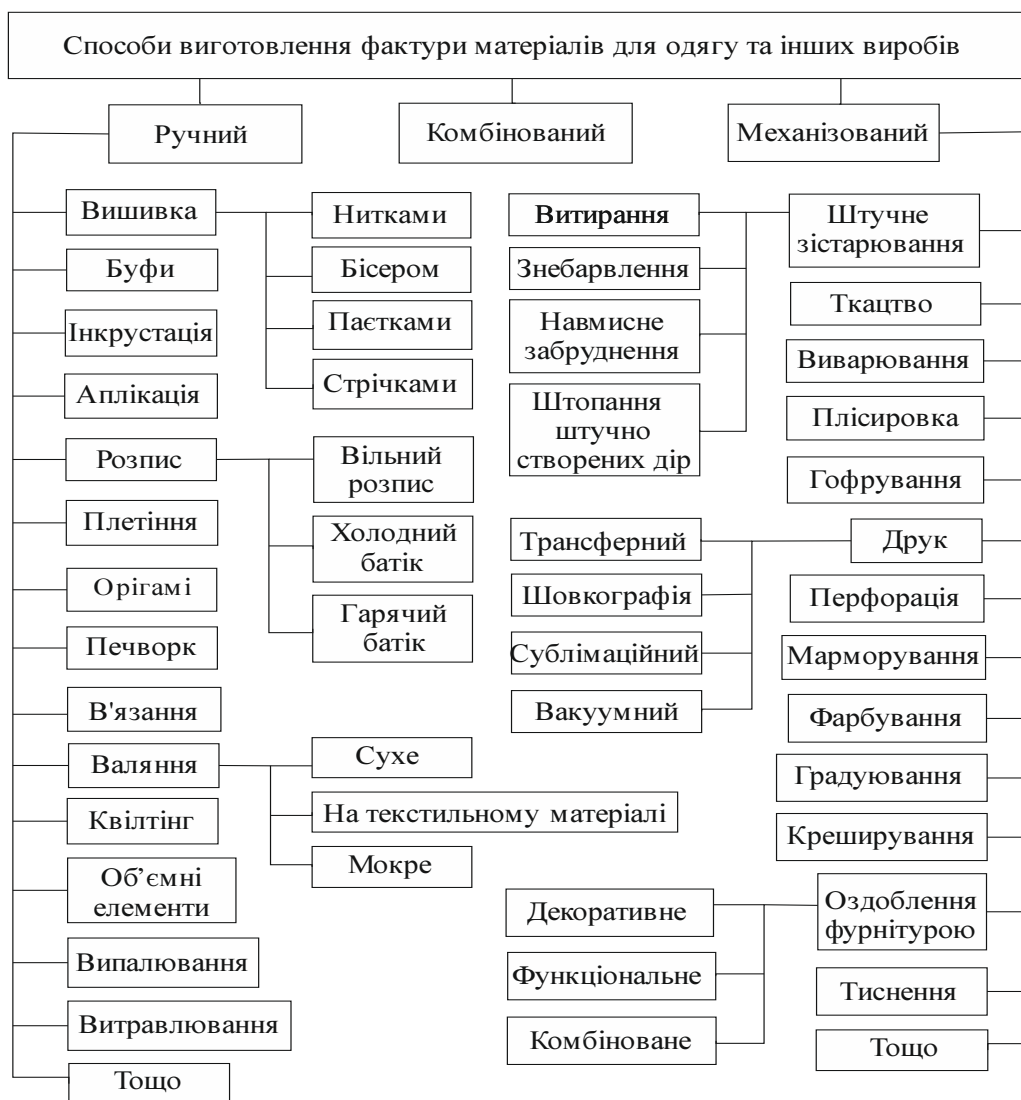 Способи виготовлення фактури матеріалів для одягу та інших виробів
Ручний
Комбінований
Механізований
Вишивка
Нитками
Бісером
Паєтками
Стрічками
Буфи
Інкрустація
Аплікація
Розпис
Вільний
розпис
Холодний
батік
Гарячий
батік
Плетіння
Орігамі
Печворк
В'язання
Валяння
Сухе
На текстильному матеріалі
Мокре
Квілтінг
Об’ємні
елементи
Випалювання
Витравлювання
Тощо
Витирання
Знебарвлення
Навмисне
забруднення
Штопання
штучно
створених дір
Штучне
зістарювання
Ткацтво
Виварювання
Плісировка
Гофрування
Трансферний
Шовкографія
Сублімаційний
Вакуумний
Друк
Перфорація
Марморування
Фарбування
Градуювання
Креширування
Декоративне
Функціональне
Комбіноване
Оздоблення
фурнітурою
Тиснення
Тощо